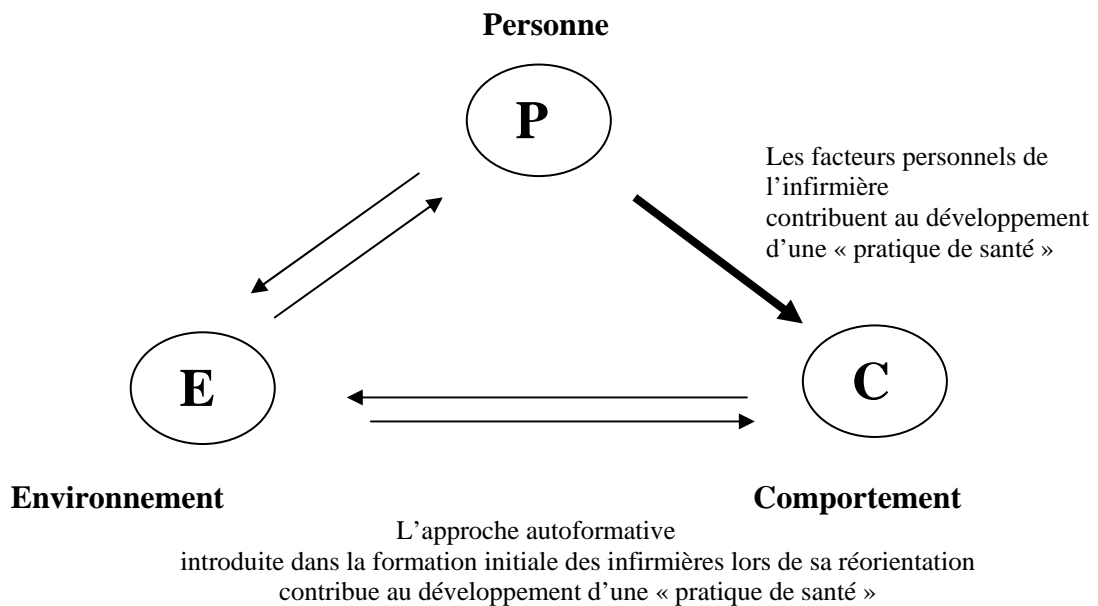 Personne
P
Les facteurs personnels de
l’infirmière
contribuent au développement
d’une « pratique de santé »
E
C
Environnement
Comportement
L’approche autoformative
introduite dans la formation initiale des infirmières lors de sa réorientation
contribue au développement d’une « pratique de santé »